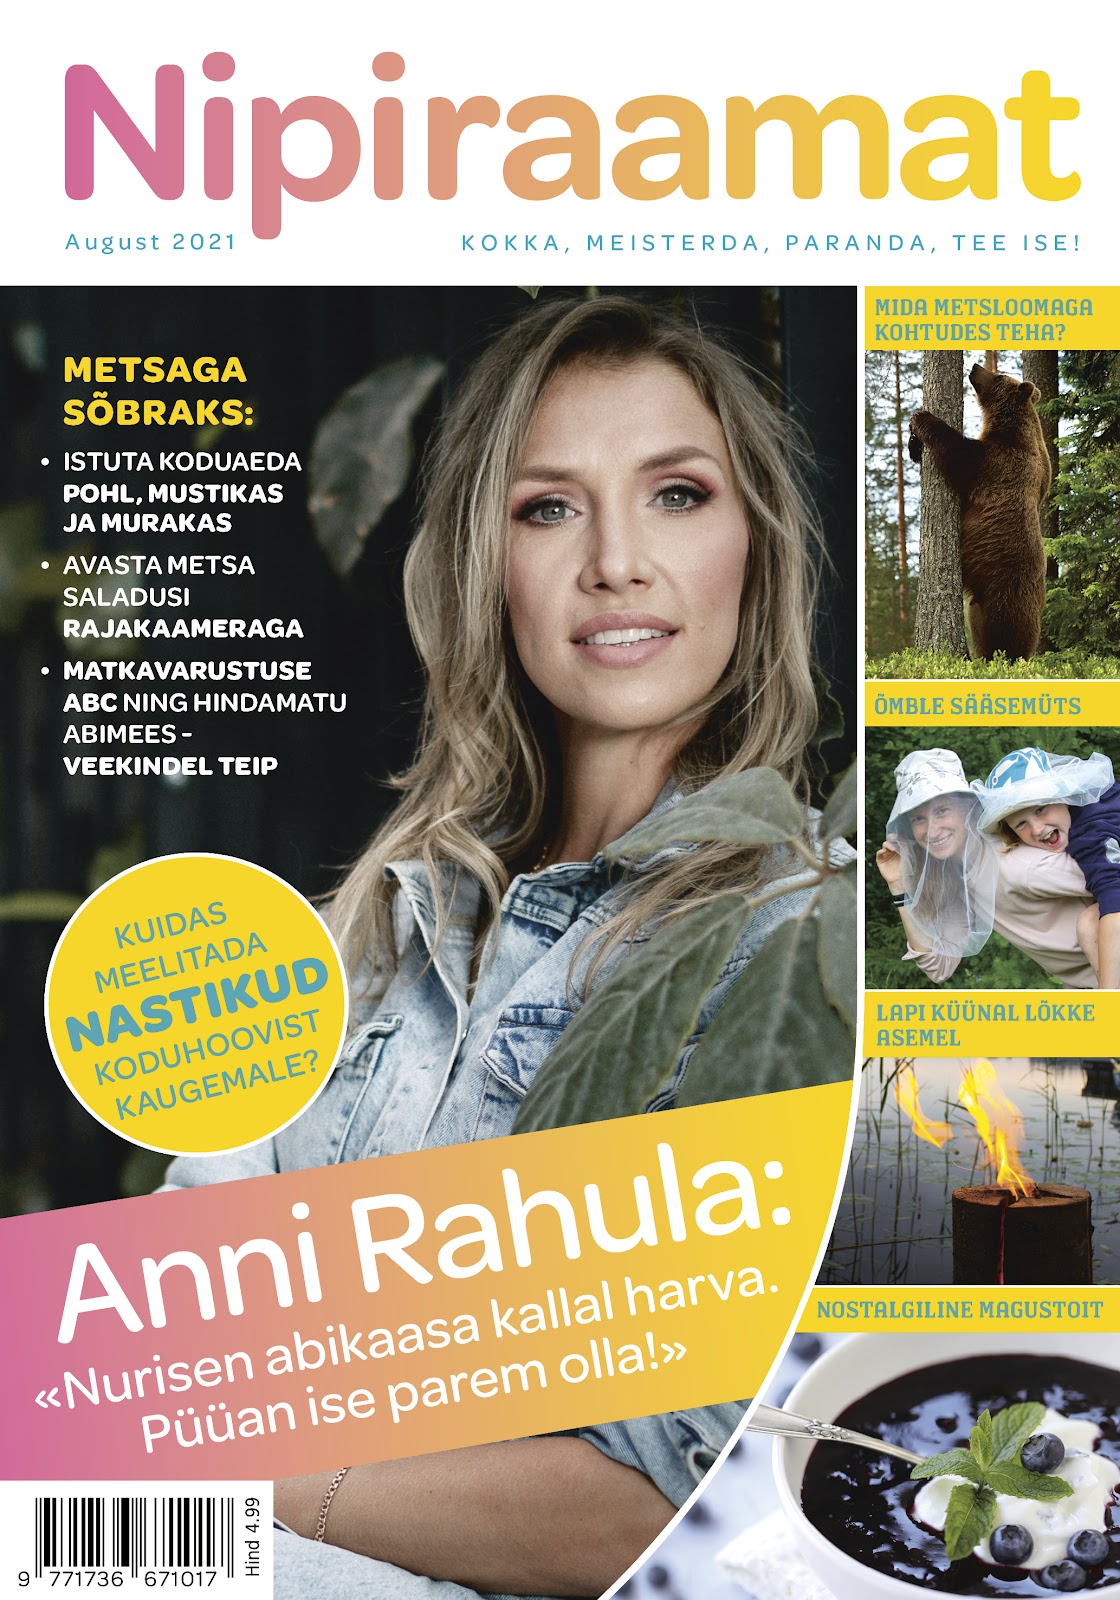 Nipiraamat
August 2021
KOKKA, MEISTERDA, PARANDA, TEE ISE!
METSAGA
SÕBRAKS:
• ISTUTA KODUAEDA
POHL, MUSTIKAS
JA MURAKAS
• AVASTA METSA
SALADUSI
RAJAKAAMERAGA
• MATKAVARUSTUSE
ABC NING HINDAMATU
ABIMEES –
VEEKINDEL TEIP
KUIDAS
MEELITADA
NASTIKUD
KODUHOOVIST
KAUGEMALE?
Anni Rahula:
«Nurisen abikaasa kallal harva.
Püüan ise parem olla!»
MIDA METSLOOMAGA
KOHTUDES TEHA?
ÕMBLE SÄÄSEMÜTS
LAPI KÜÜNAL LÕKKE
ASEMEL
NOSTALGILINE MAGUSTOIT
Hind 4.99
9 771736 671017